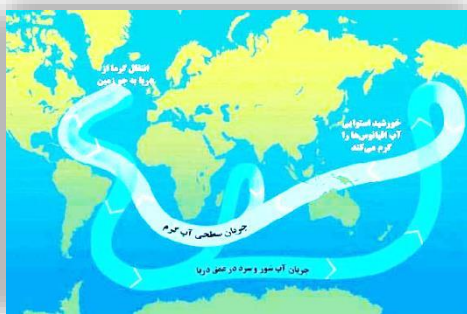 انتقال گرما از
دریا به جو زمین
خورشید استوایی
آب اقیانوس‌ها را
گرم می‌کند
جریان سطحی آب گرم
جریان آب شور و سرد در عمق دریا